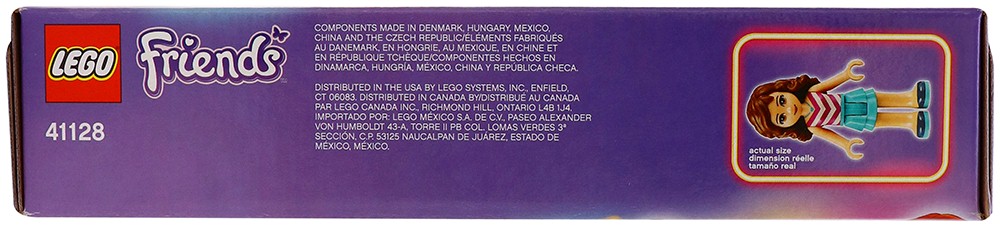 LEGO
Friends
41128
COMPONENTS MADE IN DENMARK, HUNGARY, MEXICO,
CHINA AND THE CZECH REPUBLIC/ÉLÉMENTS FABRIQUÉS
AU DANEMARK, EN HONGRIE, AU MEXIQUE, EN CHINE ET
EN RÉPUBLIQUE TCHÈQUE/COMPONENTES HECHOS EN
DINAMARCA, HUNGRÍA, MÉXICO, CHINA Y REPÚBLICA CHECA.
DISTRIBUTED IN THE USA BY LEGO SYSTEMS, INC., ENFIELD,
CT 06083. DISTRIBUTED IN CANADA BY/DISTRIBUÉ AU CANADA
PAR LEGO CANADA INC., RICHMOND HILL, ONTARIO L4B 1J4.
IMPORTADO POR: LEGO MÉXICO S.A. DE C.V., PASEO ALEXANDER
VON HUMBOLDT 43-A, TORRE II PB COL. LOMAS VERDES 3ª
SECCIÓN, C.P. 53125 NAUCALPAN DE JUÁREZ, ESTADO DE
MÉXICO, MÉXICO.
actual size
dimension réelle
tamaño real